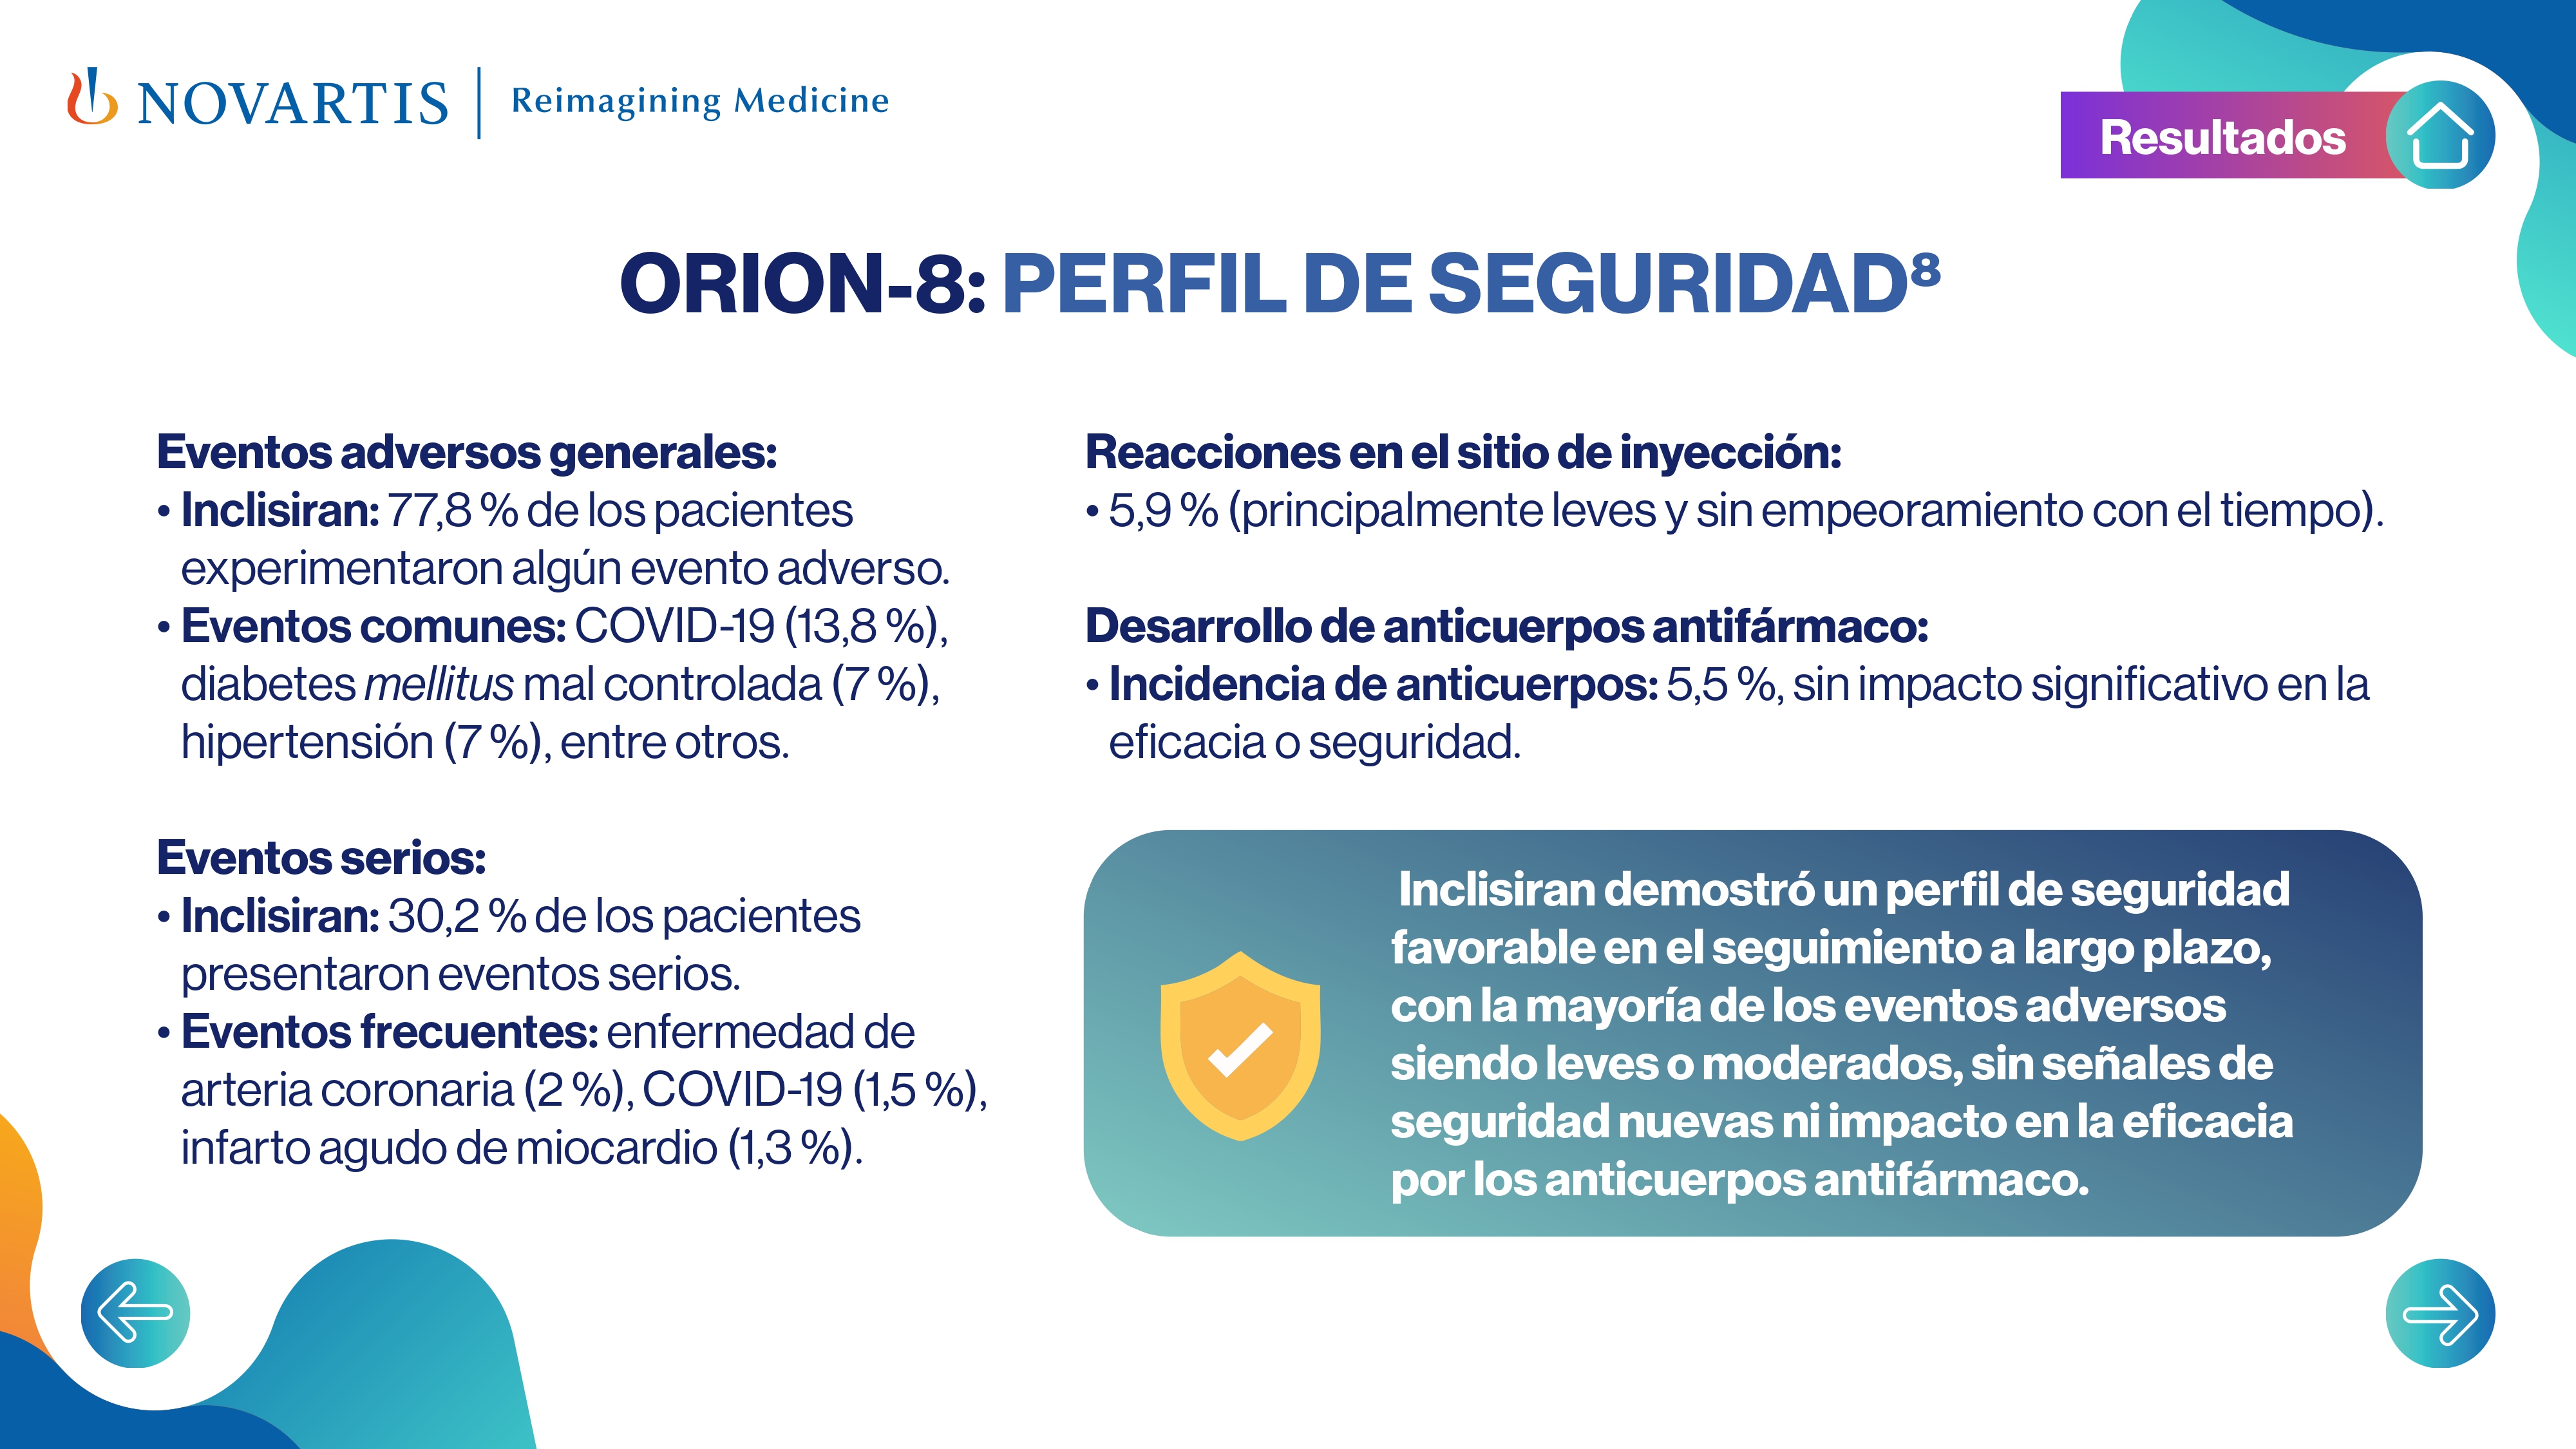 NOVARTIS
Reimagining Medicine
Resultados
ORION-8: PERFIL DE SEGURIDAD⁸
Eventos adversos generales:
• Inclisiran: 77,8 % de los pacientes
experimentaron algún evento adverso.
• Eventos comunes: COVID-19 (13,8 %),
diabetes mellitus mal controlada (7 %),
hipertensión (7 %), entre otros.
Eventos serios:
• Inclisiran: 30,2 % de los pacientes
presentaron eventos serios.
• Eventos frecuentes: enfermedad de
arteria coronaria (2 %), COVID-19 (1,5 %),
infarto agudo de miocardio (1,3 %).
Reacciones en el sitio de inyección:
• 5,9 % (principalmente leves y sin empeoramiento con el tiempo).
Desarrollo de anticuerpos antifármaco:
• Incidencia de anticuerpos: 5,5 %, sin impacto significativo en la
eficacia o seguridad.
Inclisiran demostró un perfil de seguridad
favorable en el seguimiento a largo plazo,
con la mayoría de los eventos adversos
siendo leves o moderados, sin señales de
seguridad nuevas ni impacto en la eficacia
por los anticuerpos antifármaco.